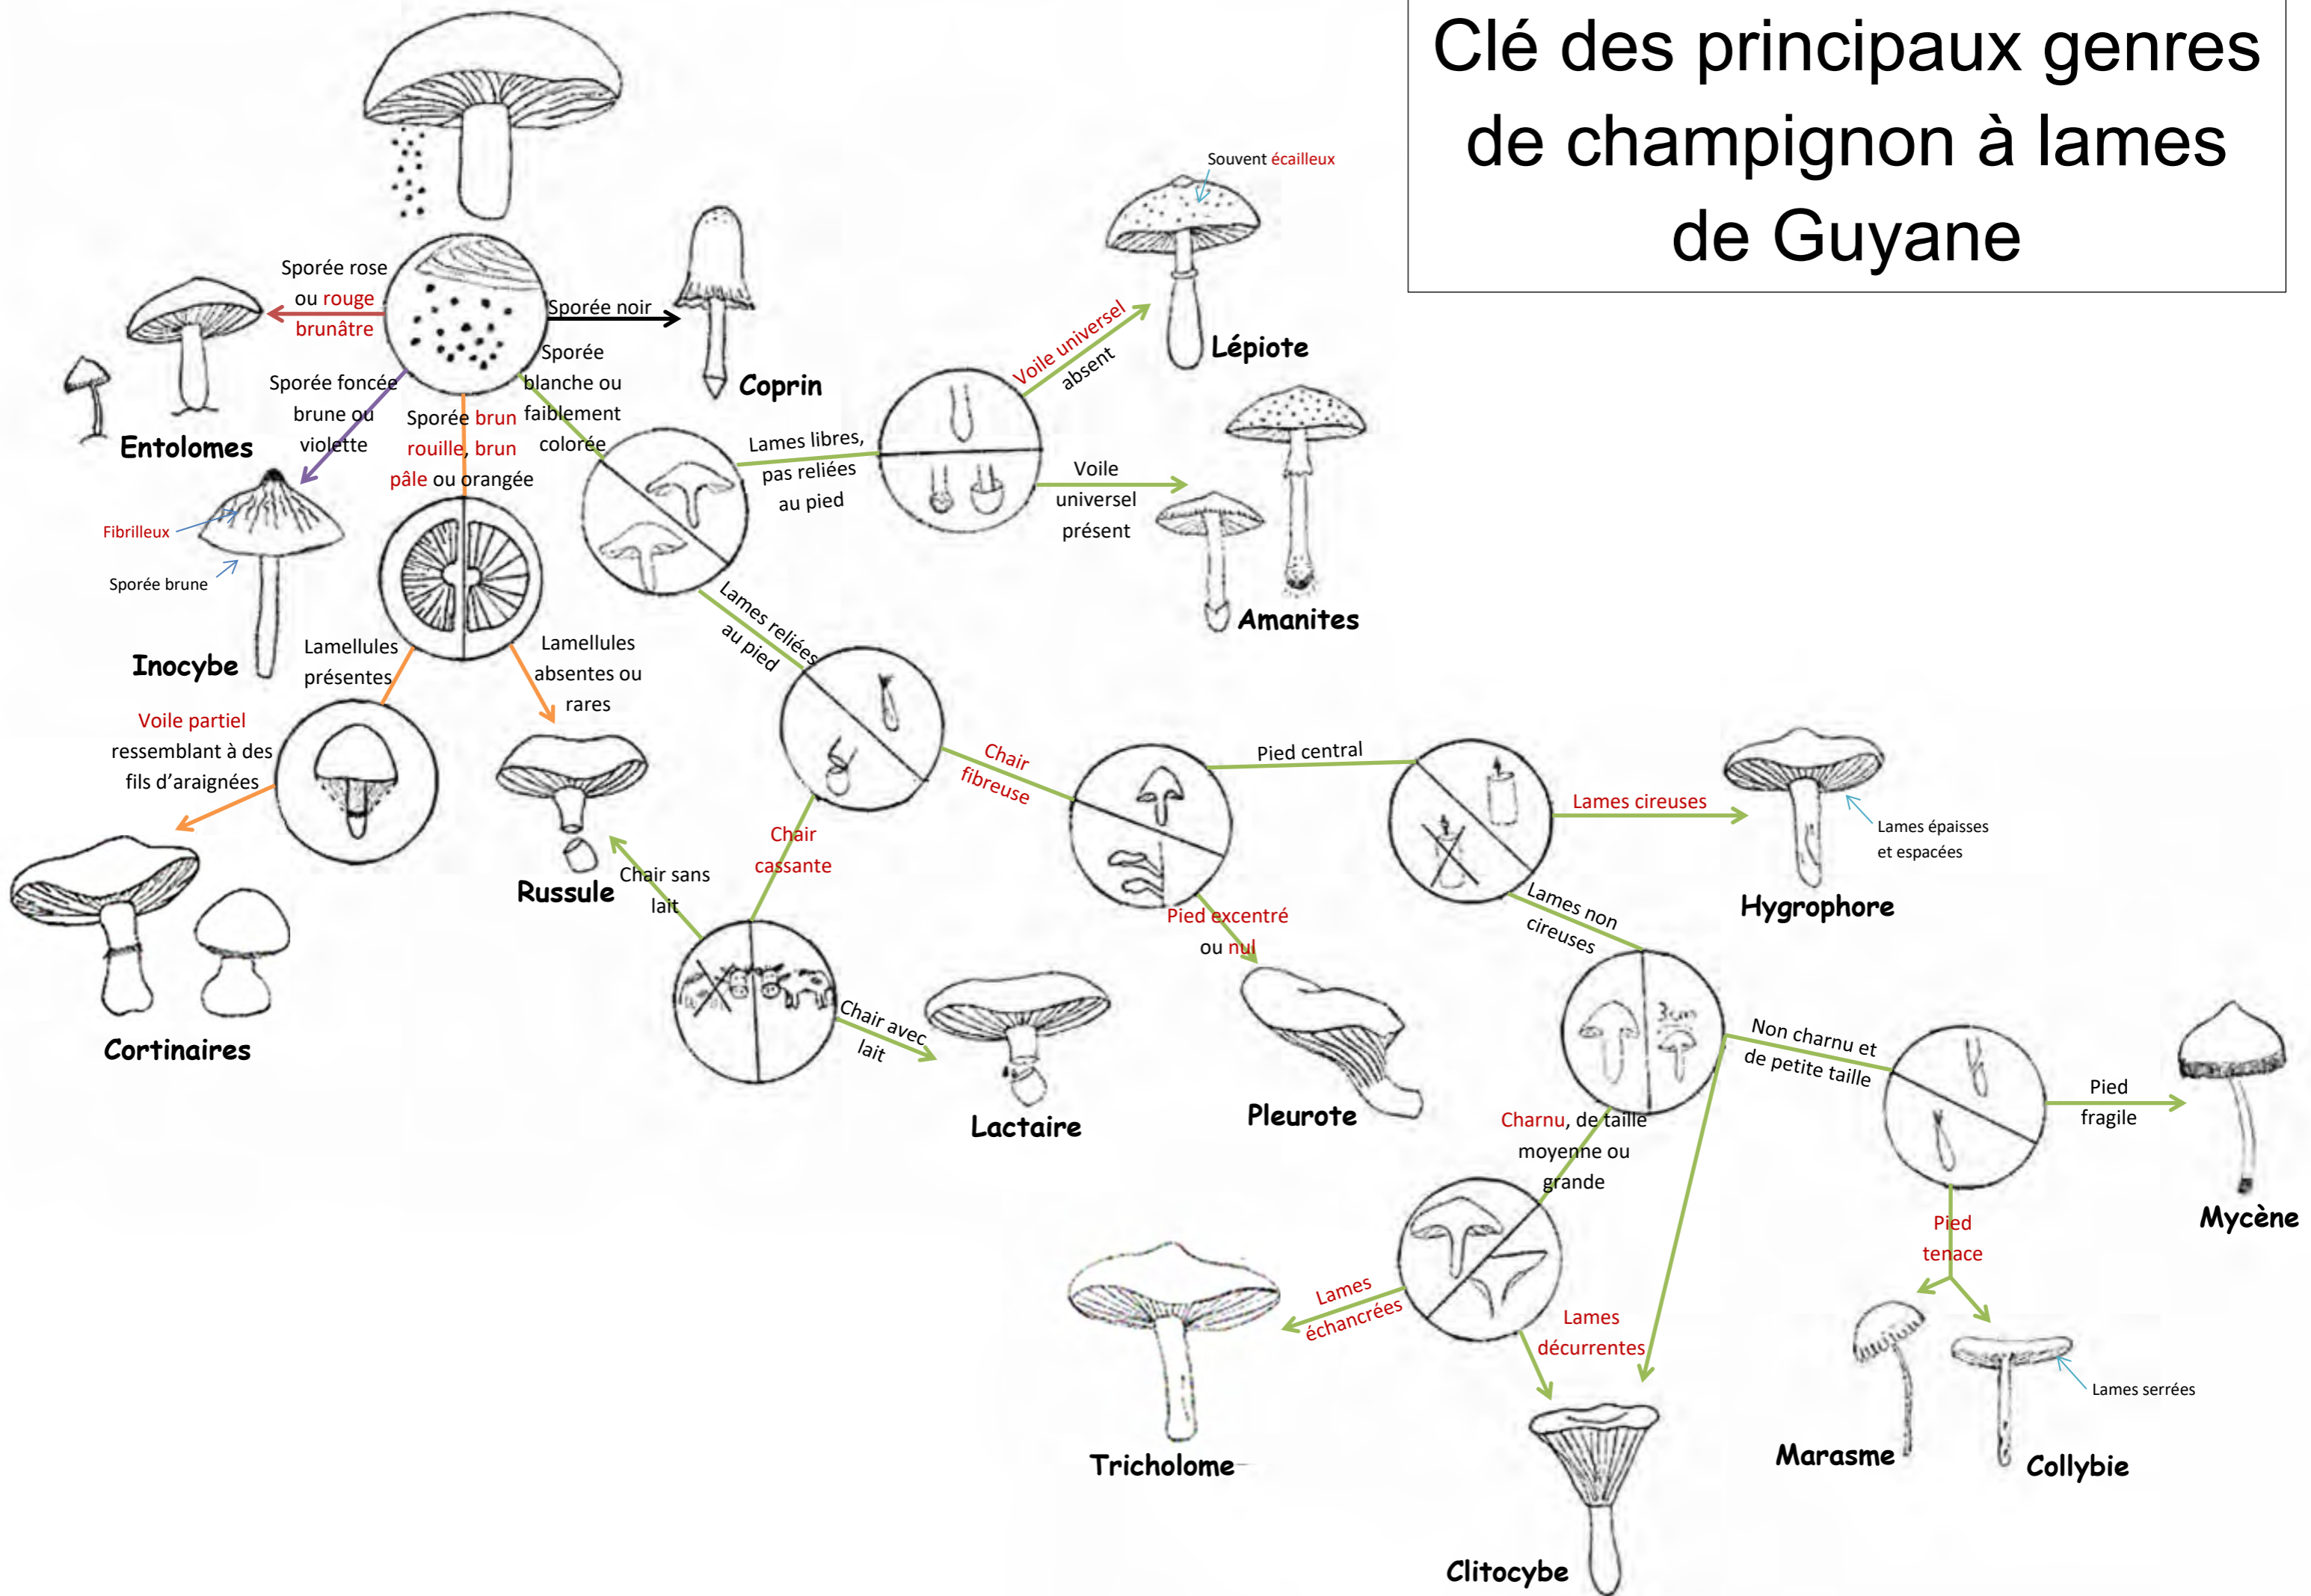 Clé des principaux genres
de champignon à lames
de Guyane
Souvent écailleux
Sporée rose
ou rouge
brunâtre
Sporée noir
Sporée
blanche ou
faiblement
colorée
Coprin
Voile universel
absent
Lépiote
Sporée foncée
brune ou
violette
Sporée brun
rouille, brun
pâle ou orangée
Entolomes
Lames libres,
pas reliées
au pied
Voile
universel
présent
Fibrilleux
Sporée brune
Amanites
Inocybe
Lamellules
présentes
Lamellules
absentes ou
rares
Lames reliées
au pied
Voile partiel
ressemblant à des
fils d’araignées
Chair
fibreuse
Pied central
Lames cireuses
Lames épaisses
et espacées
Hygrophore
Chair
cassante
Chair sans
lait
Russule
Pied excentré
ou nul
Lames non
cireuses
Cortinaires
Chair avec
lait
Lactaire
Pleurote
3cm
Non charnu et
de petite taille
Pied
fragile
Mycène
Charnu, de taille
moyenne ou
grande
Pied
tenace
Lames
échancrées
Lames
décurrentes
Lames serrées
Tricholome
Marasme
Collybie
Clitocybe